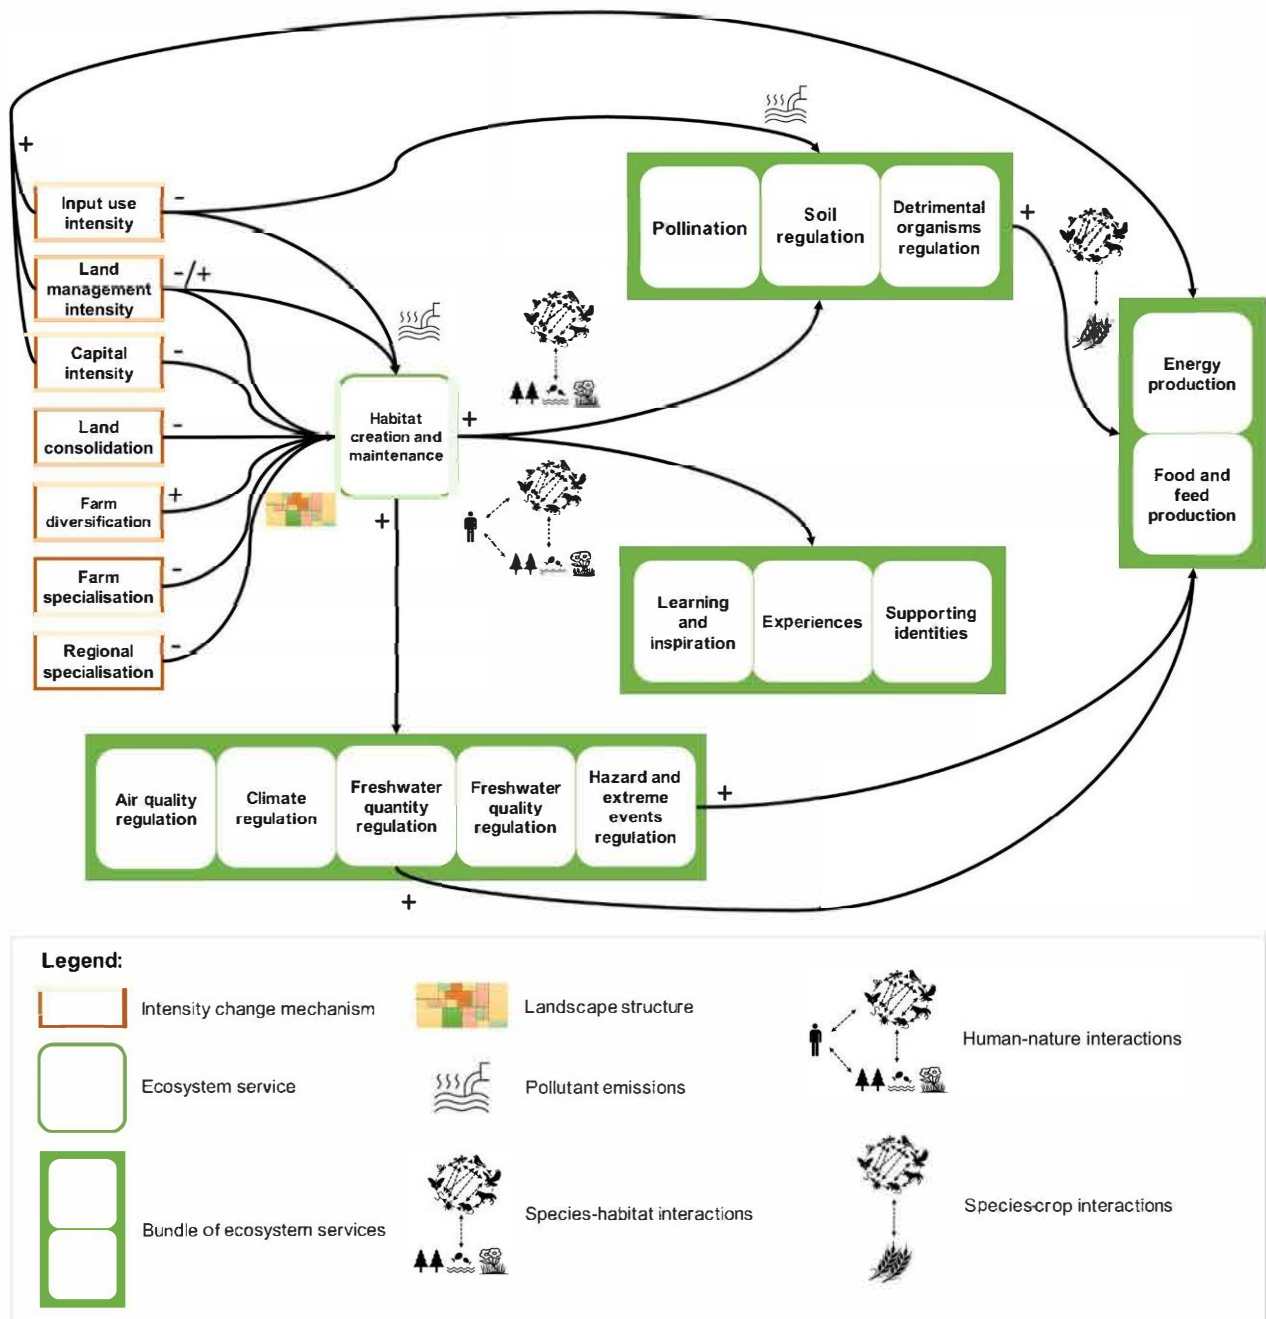 +
Input use
intensity
-
Land
management
intensity
-/+
Capital
intensity
-
Land
consolidation
-
Farm
diversification
+
Farm
specialisation
-
Regional
specialisation
-
Habitat
creation and
maintenance
+
+
Pollination
Soil
regulation
Detrimental
organisms
regulation
+
Energy
production
Food and
feed
production
Learning
and
inspiration
Experiences
Supporting
identities
Air quality
regulation
Climate
regulation
Freshwater
quantity
regulation
Freshwater
quality
regulation
Hazard and
extreme
events
regulation
+
+
Legend:
Intensity change mechanism
Landscape structure
Human-nature interactions
Ecosystem service
Pollutant emissions
Bundle of ecosystem services
Species-habitat interactions
Species-crop interactions